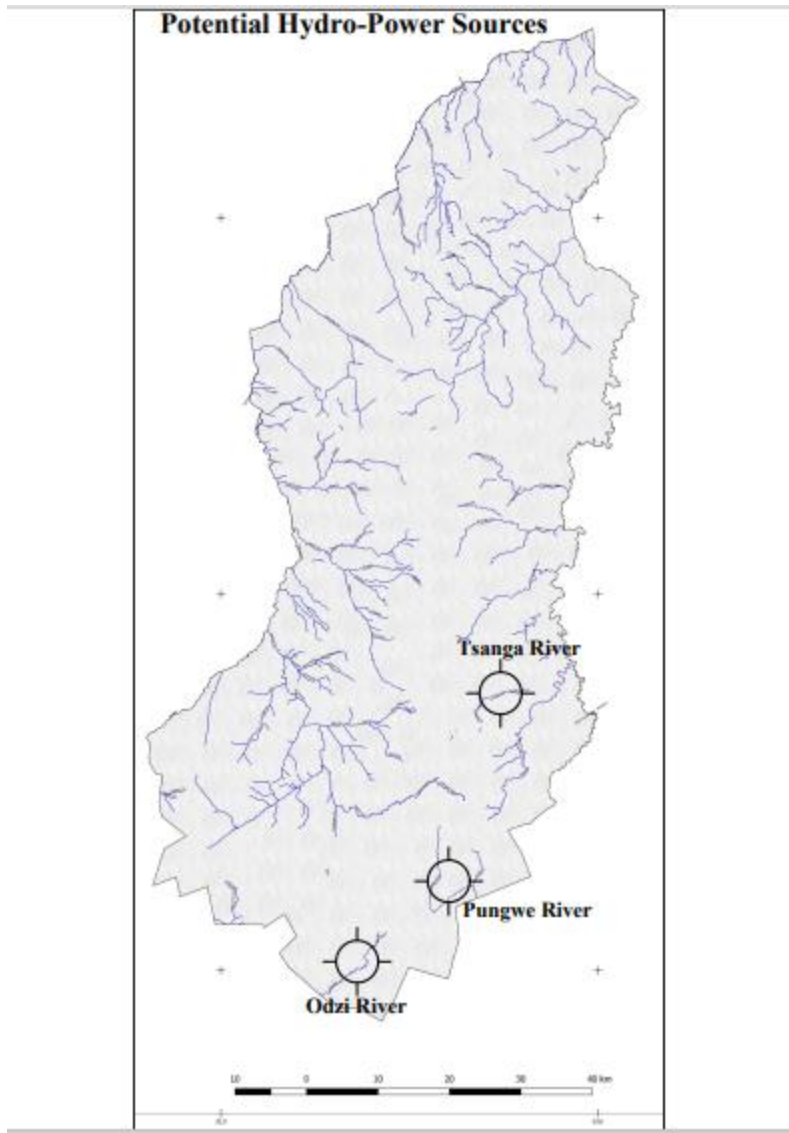 Potential Hydro-Power Sources
Tsanga River
Pungwe River
Odzi River
10 0 10 20 30 40 km